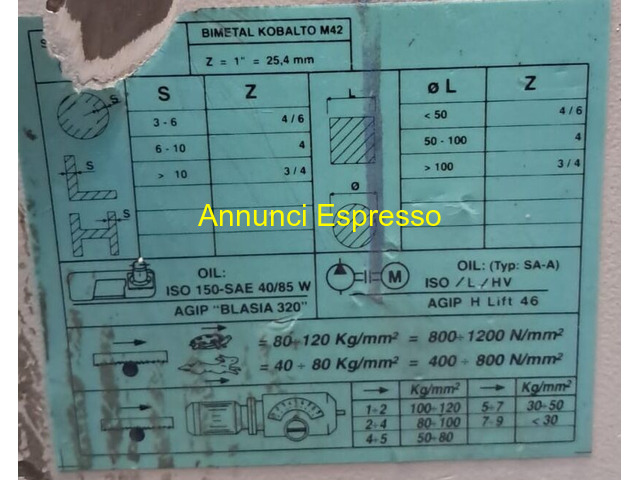 BIMETAL KOBALTO M42
Z = 1" = 25,4 mm
S Z
3-6 4/6
6-10 4
> 10 3/4
S
S
S
L
Ø
ø L Z
< 50 4/6
50-100 4
> 100 3/4
Annunci Espresso
OIL:
ISO 150-SAE 40/85 W
AGIP "BLASIA 320"
M
OIL: (Typ: SA-A)
ISO /L/HV
AGIP H Lift 46
= 80÷120 Kg/mm² = 800÷1200 N/mm²
= 40 ÷ 80 Kg/mm² = 400 ÷ 800 N/mm²
Kg/mm² Kg/mm²
1÷2 100÷120 5÷7 30÷50
2÷4 80÷100 7÷9 < 30
4÷5 50÷80